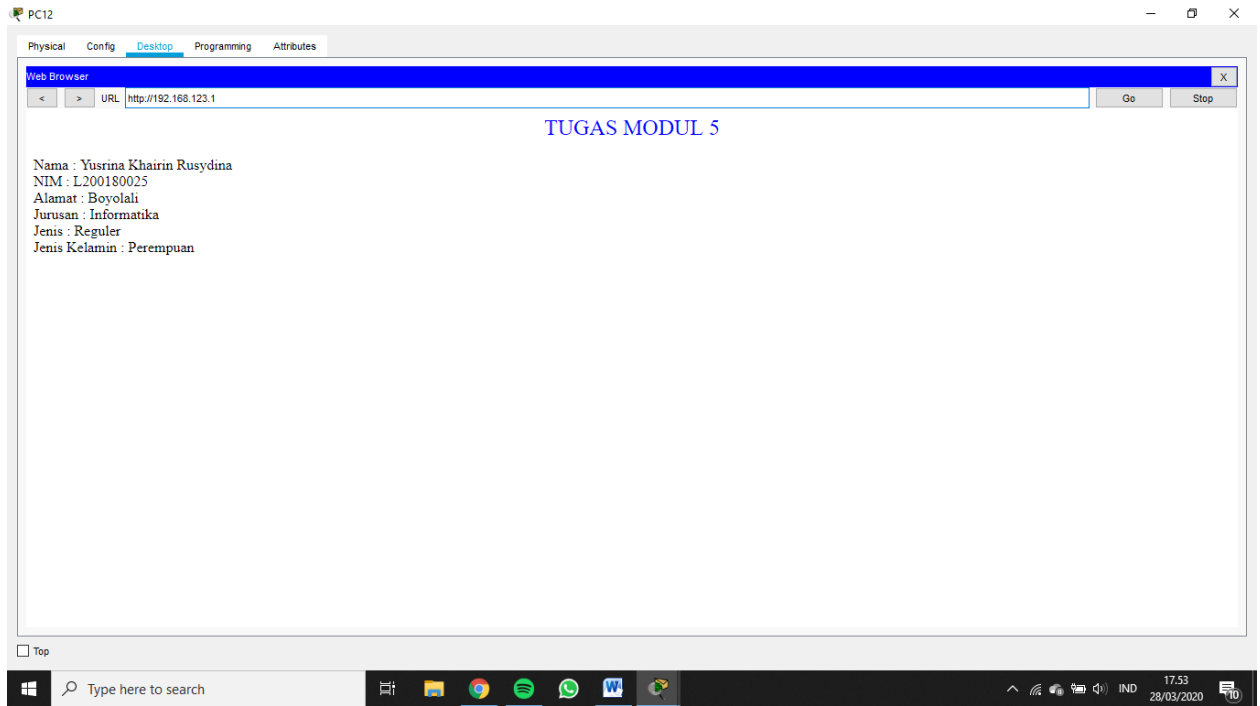 PC12
Physical Config Desktop Programming Attributes
Web Browser X
< > URL http://192.168.123.1 Go Stop
TUGAS MODUL 5
Nama : Yusrina Khairin Rusydina
NIM : L200180025
Alamat : Boyolali
Jurusan : Informatika
Jenis : Reguler
Jenis Kelamin : Perempuan
Top
Type here to search
IND
17.53
28/03/2020
10